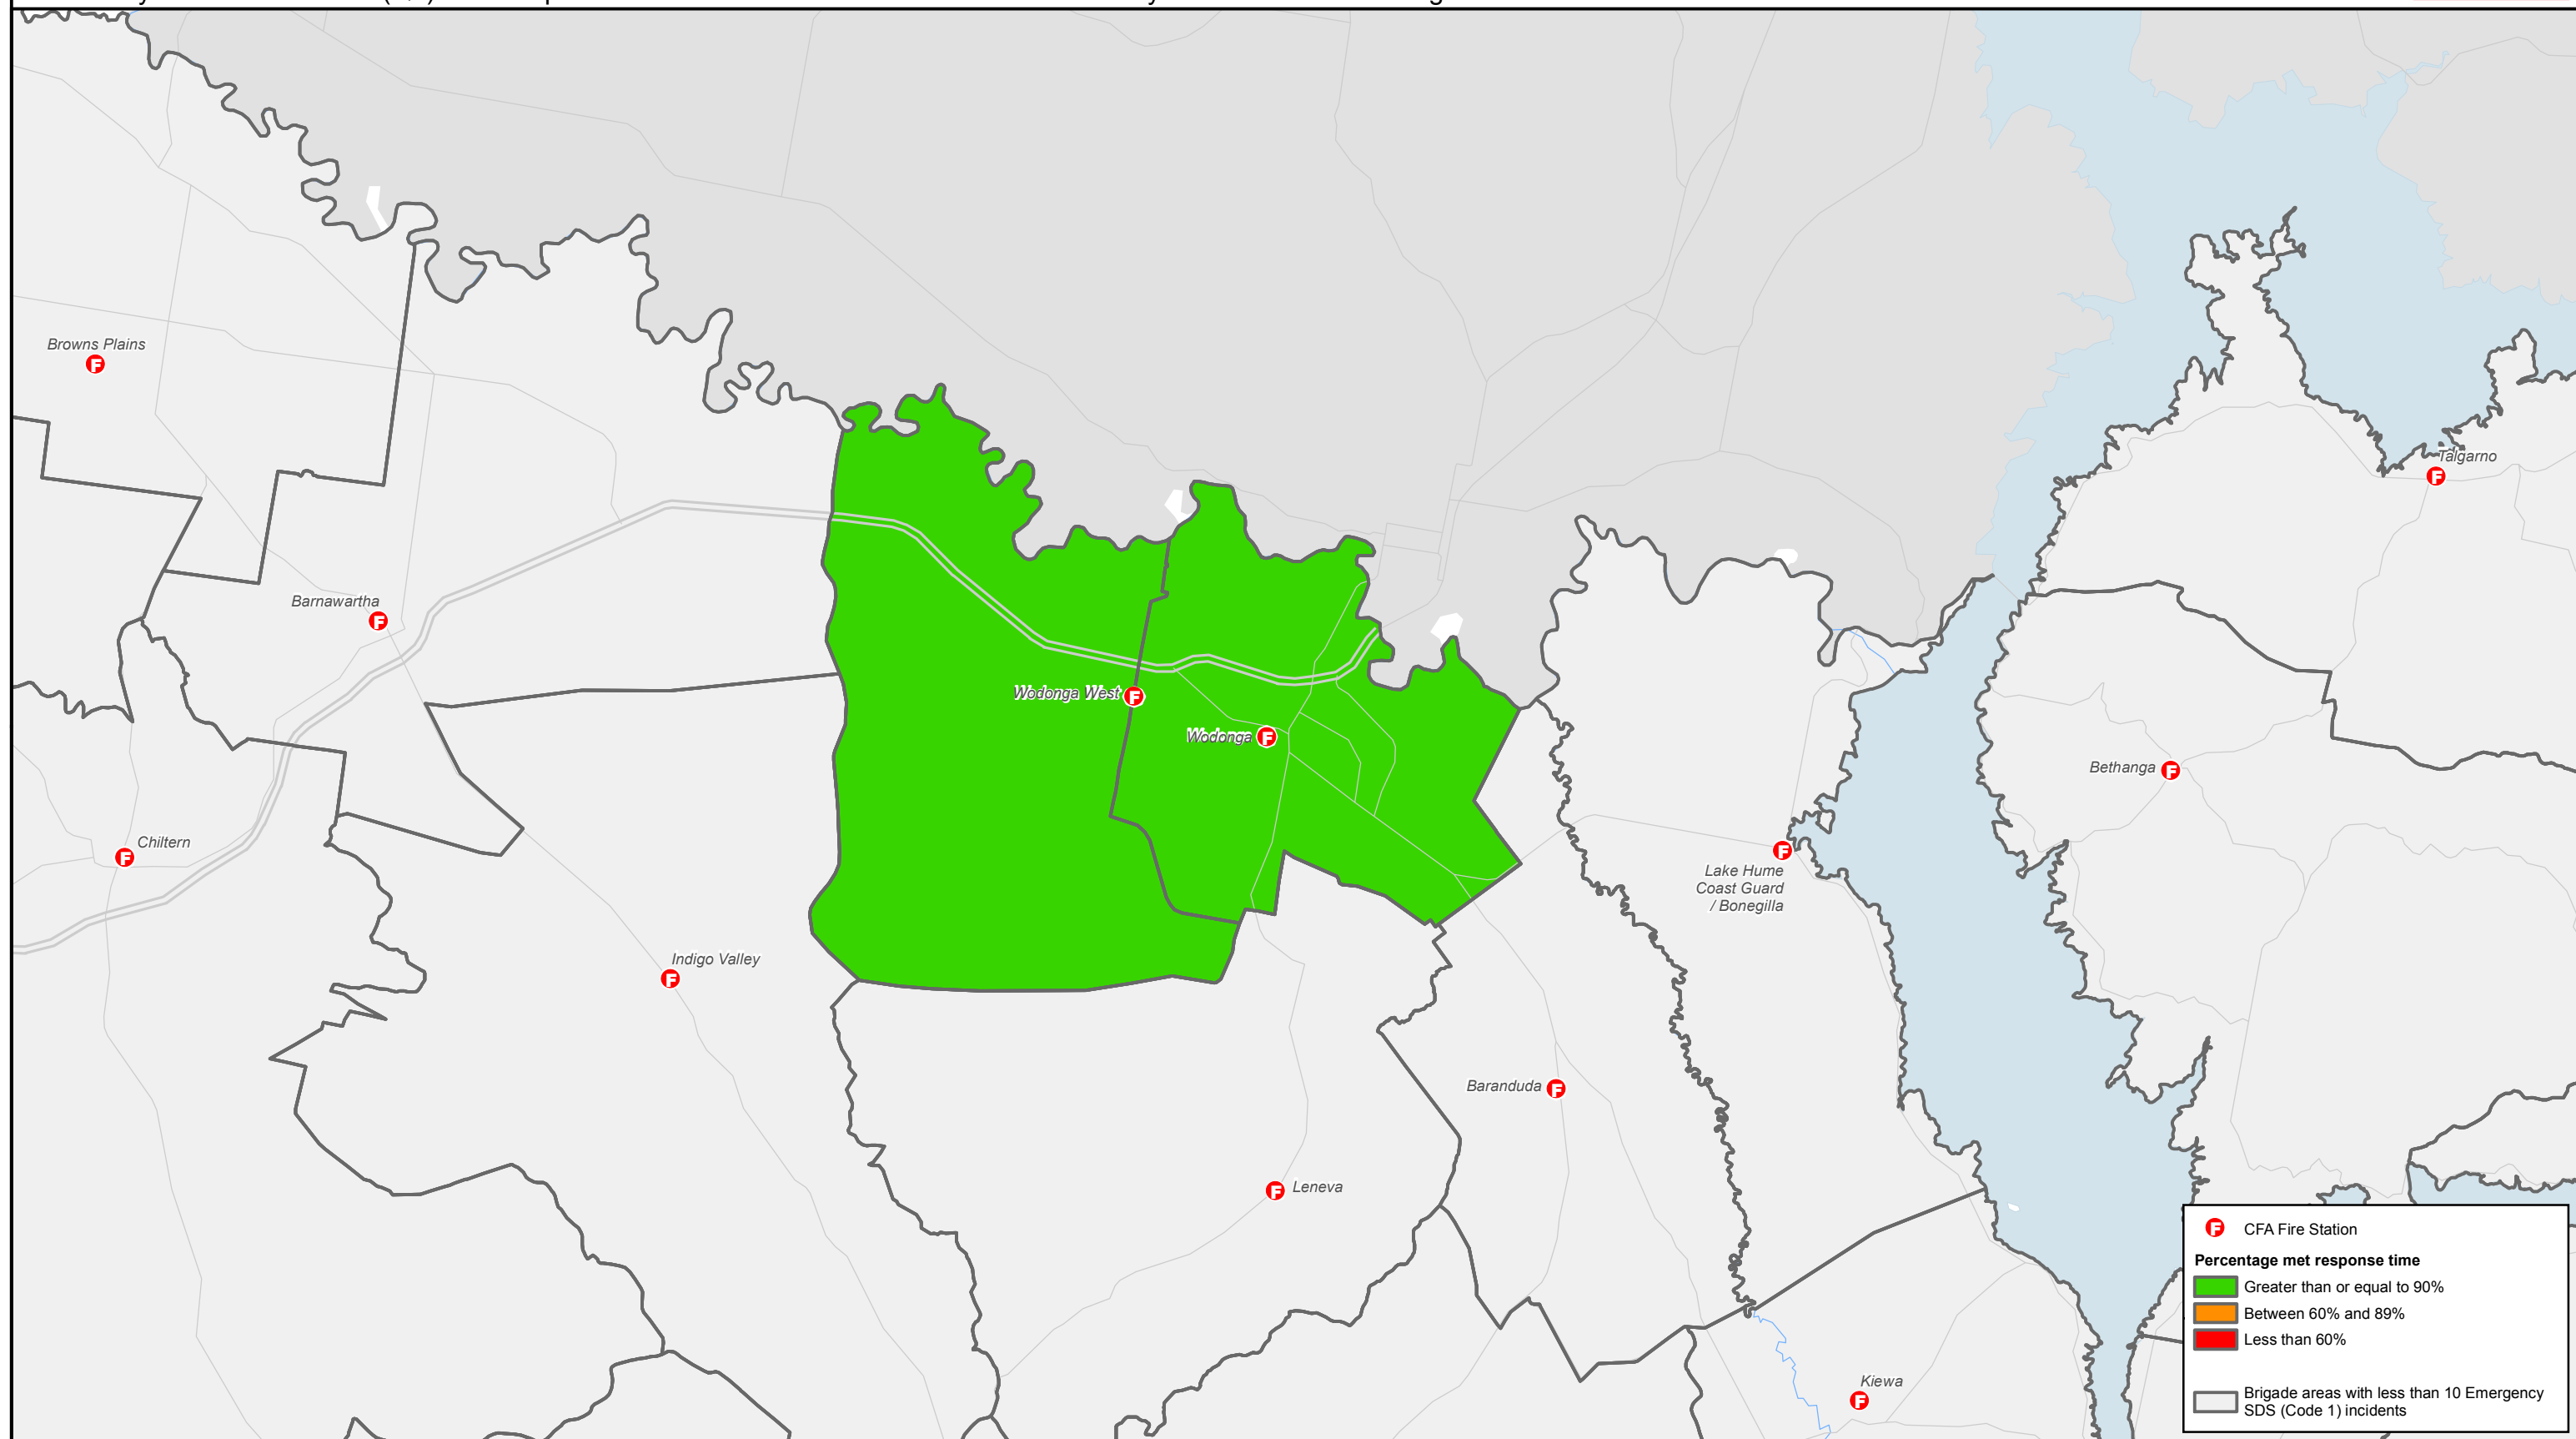 Browns Plains
Talgarno
Barnawartha
Wodonga West
Wodonga
Bethanga
Chiltern
Lake Hume
Coast Guard
/ Bonegilla
Indigo Valley
Baranduda
Leneva
Kiewa
CFA Fire Station
Percentage met response time
Greater than or equal to 90%
Between 60% and 89%
Less than 60%
Brigade areas with less than 10 Emergency
SDS (Code 1) incidents